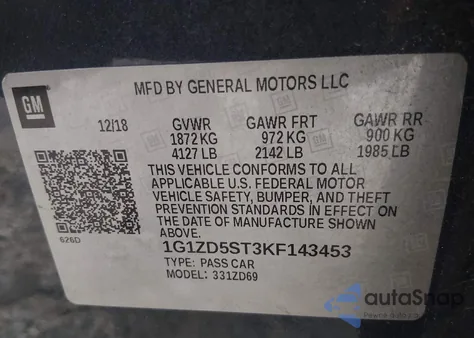 MFD BY GENERAL MOTORS LLC
GM
12/18 GVWR GAWR FRT GAWR RR
1872 KG 972 KG 900 KG
4127 LB 2142 LB 1985 LB
THIS VEHICLE CONFORMS TO ALL
APPLICABLE U.S. FEDERAL MOTOR
VEHICLE SAFETY, BUMPER, AND THEFT
PREVENTION STANDARDS IN EFFECT ON
THE DATE OF MANUFACTURE SHOWN
ABOVE.
626D
1G1ZD5ST3KF143453
TYPE: PASS CAR
MODEL: 331ZD69
autoSnap